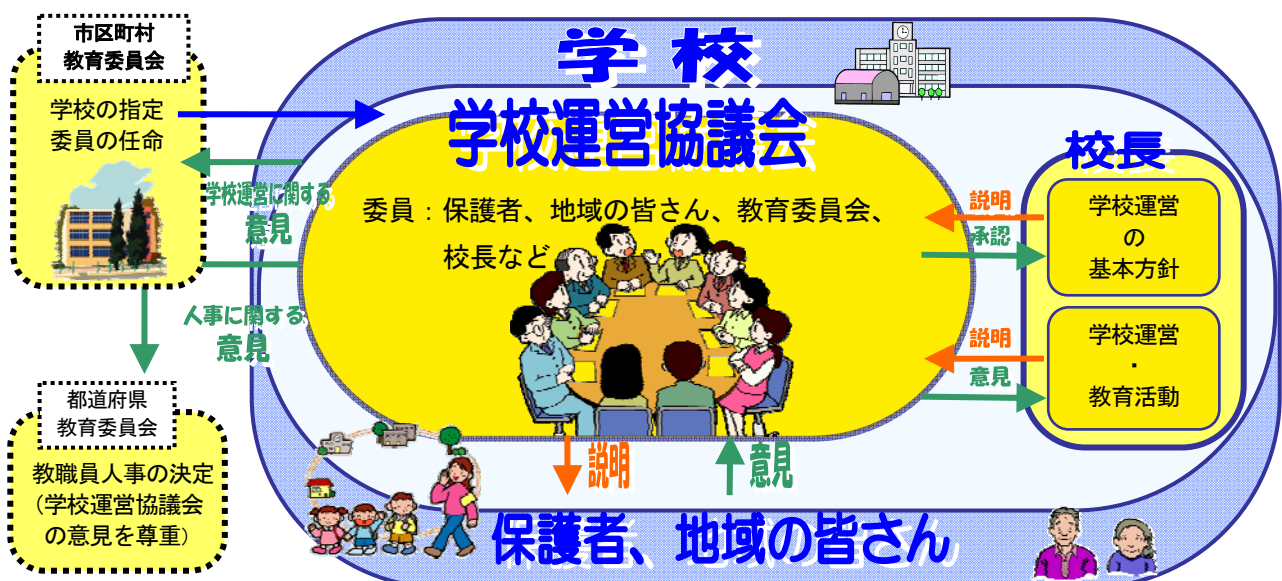 市区町村
教育委員会
学校の指定
委員の任命
学校運営に関する
意見
人事に関する
意見
都道府県
教育委員会
教職員人事の決定
(学校運営協議会
の意見を尊重)
学校
学校運営協議会
委員：保護者、地域の皆さん、教育委員会、
校長など
説明
意見
保護者、地域の皆さん
校長
説明
承認
学校運営
の
基本方針
説明
意見
学校運営
・
教育活動